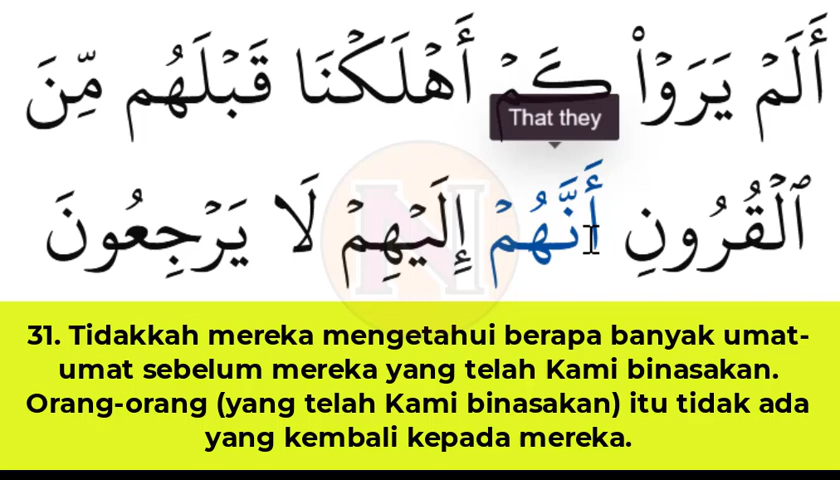 أَلَمْ يَرَوْا۟ كَمْ أَهْلَكْنَا قَبْلَهُم مِّنَ
That they
ٱلْقُرُونِ أَنَّهُمْ إِلَيْهِمْ لَا يَرْجِعُونَ
31. Tidakkah mereka mengetahui berapa banyak umat-
umat sebelum mereka yang telah Kami binasakan.
Orang-orang (yang telah Kami binasakan) itu tidak ada
yang kembali kepada mereka.